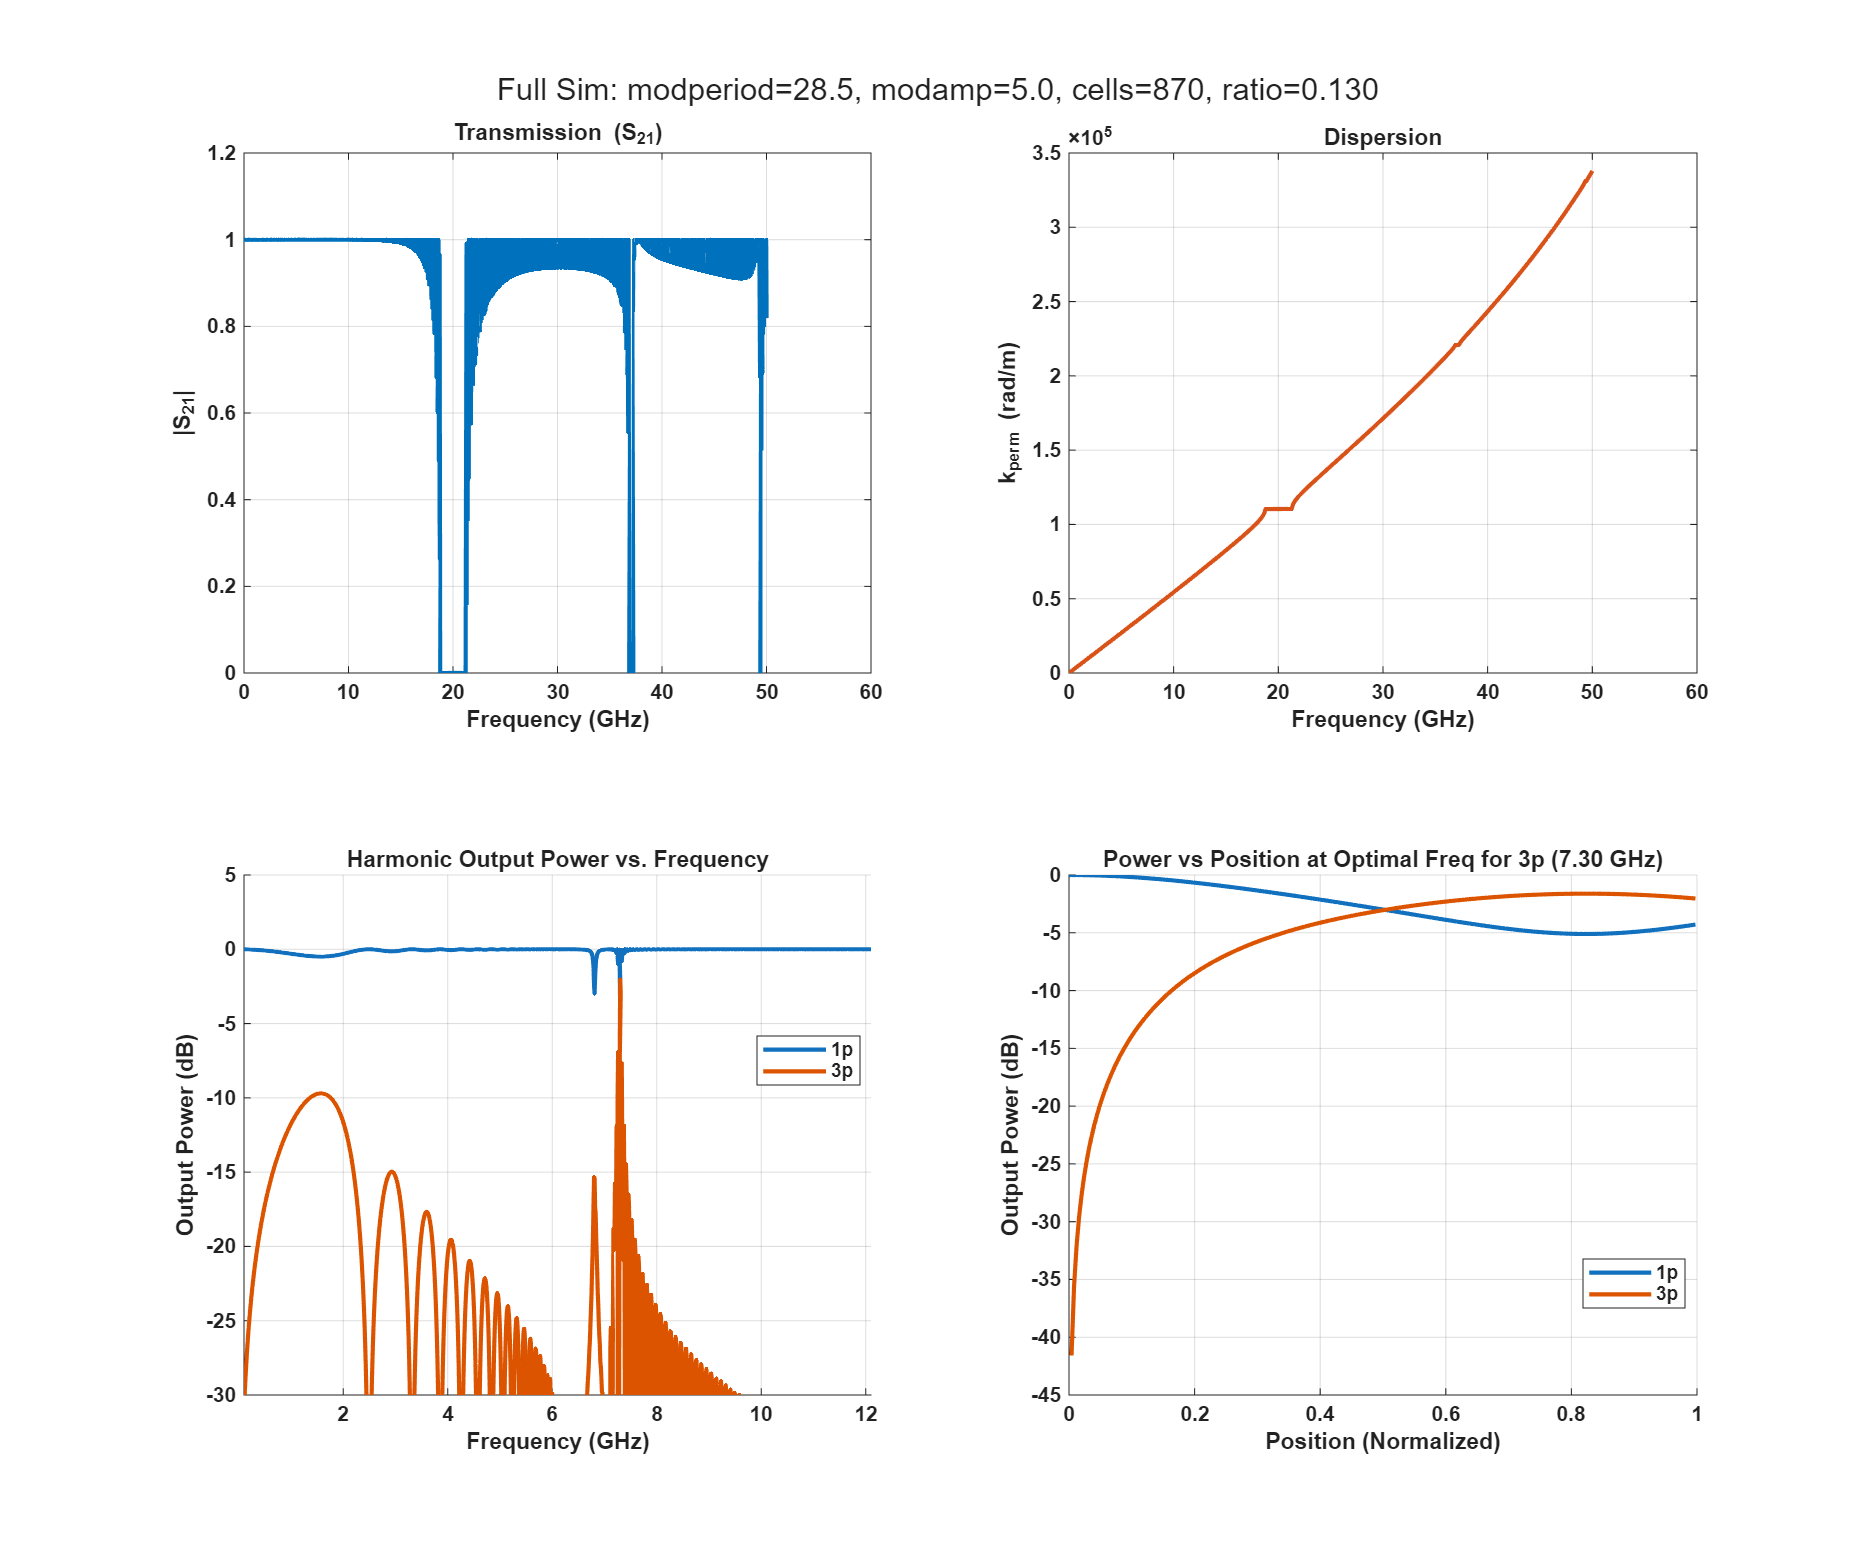 Full Sim: modperiod=28.5, modamp=5.0, cells=870, ratio=0.130
Transmission (S21)
1.2
1
0.8
0.6
0.4
0.2
0
|S21|
0 10 20 30 40 50 60
Frequency (GHz)
×10^5
Dispersion
3.5
3
2.5
2
1.5
1
0.5
0
kperm (rad/m)
0 10 20 30 40 50 60
Frequency (GHz)
Harmonic Output Power vs. Frequency
5
0
-5
-10
-15
-20
-25
-30
Output Power (dB)
1p
3p
2 4 6 8 10 12
Frequency (GHz)
Power vs Position at Optimal Freq for 3p (7.30 GHz)
0
-5
-10
-15
-20
-25
-30
-35
-40
-45
Output Power (dB)
1p
3p
0 0.2 0.4 0.6 0.8 1
Position (Normalized)